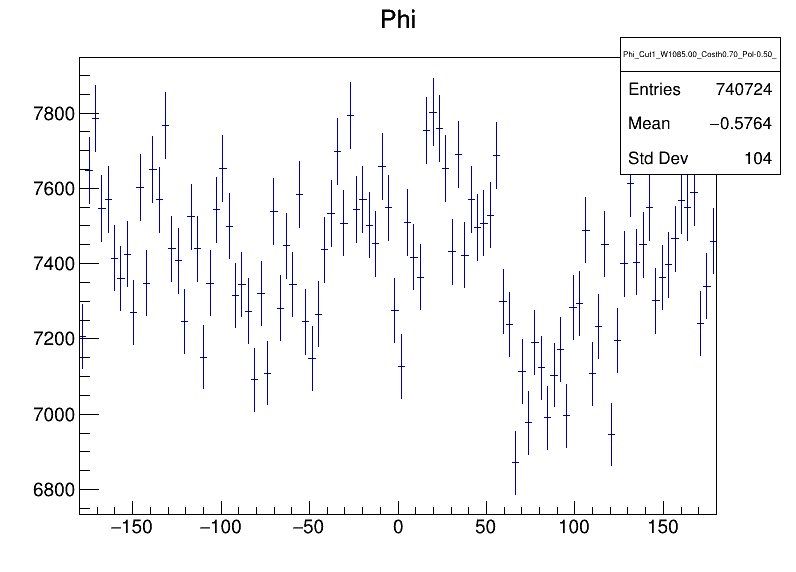 Phi
Phi_Cut1_W1085.00_Costh0.70_Pol-0.50_
Entries 740724
Mean −0.5764
Std Dev 104
7800
7600
7400
7200
7000
6800
−150 −100 −50 0 50 100 150